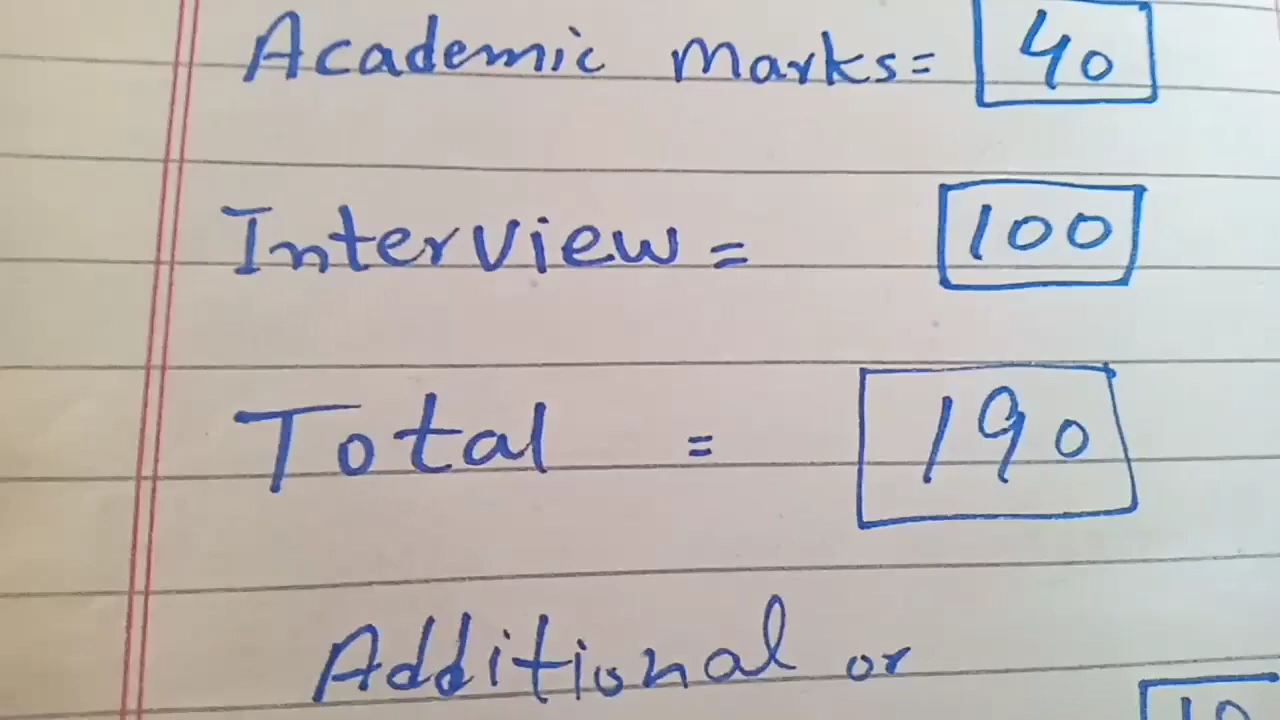 Academic Marks= 40
Interview = 100
Total = 190
Additional or